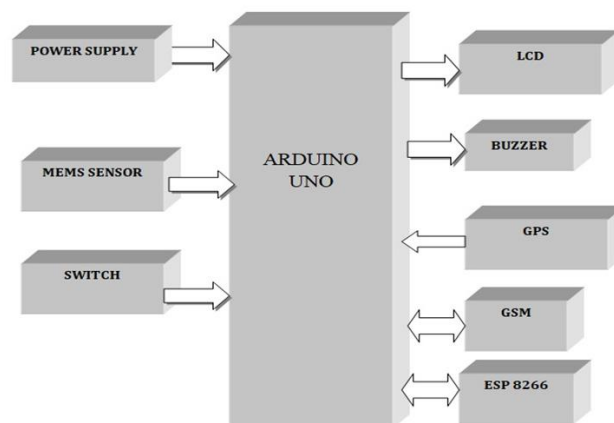 POWER SUPPLY
MEMS SENSOR
SWITCH
ARDUINO
UNO
LCD
BUZZER
GPS
GSM
ESP 8266